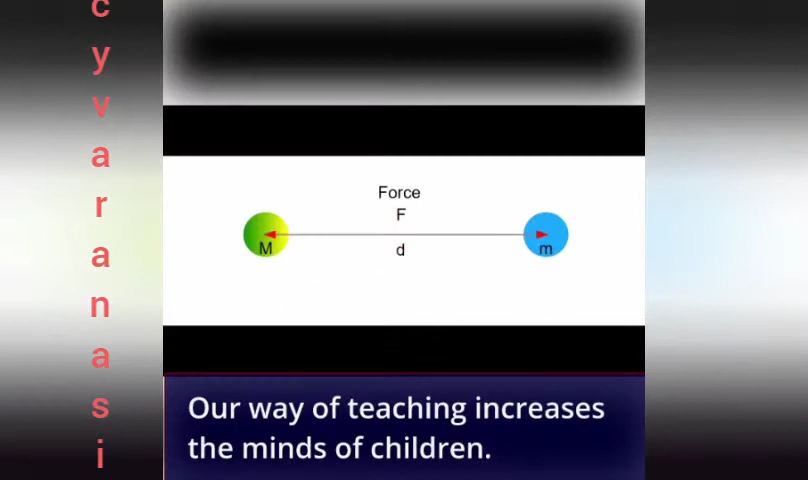 c
y
v
a
r
a
n
a
s
i
Force
F
M
d
m
Our way of teaching increases
the minds of children.